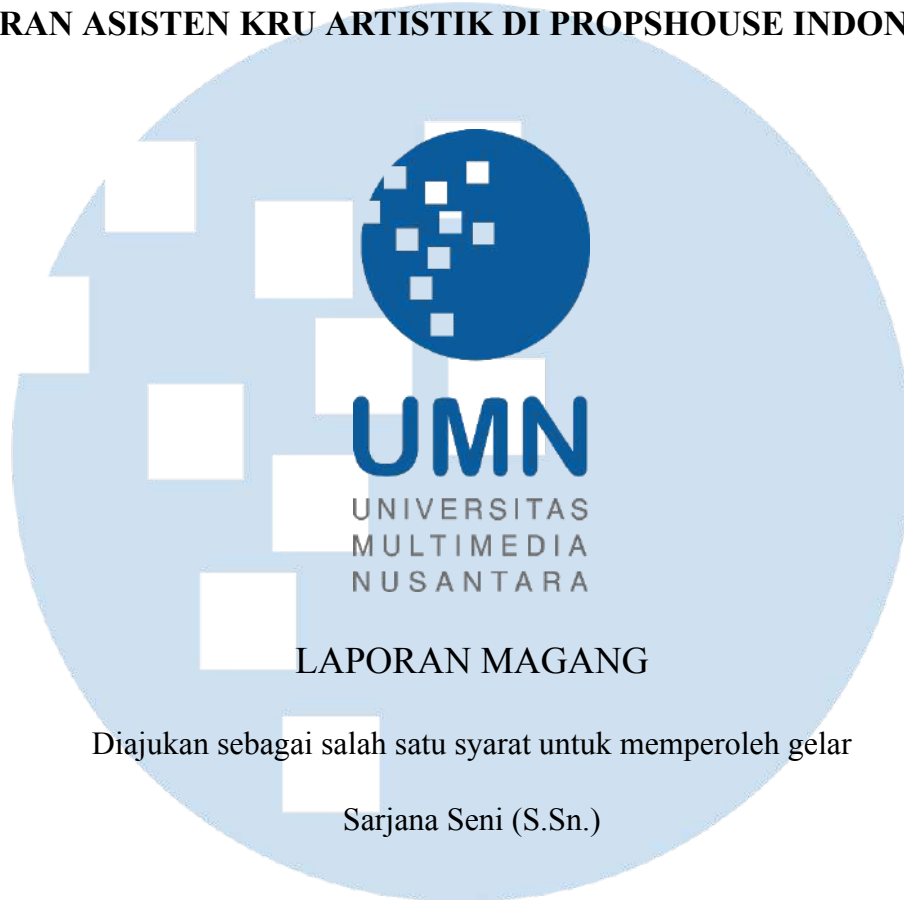 RAN ASISTEN KRU ARTISTIK DI PROPSHOUSE INDON
UMN
UNIVERSITAS
MULTIMEDIA
NUSANTARA
LAPORAN MAGANG
Diajukan sebagai salah satu syarat untuk memperoleh gelar
Sarjana Seni (S.Sn.)